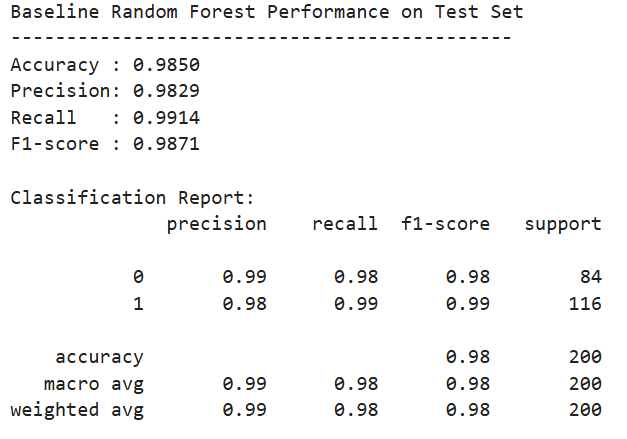 Baseline Random Forest Performance on Test Set
----------------------------------------------
Accuracy : 0.9850
Precision: 0.9829
Recall   : 0.9914
F1-score : 0.9871
Classification Report:
              precision    recall  f1-score   support
           0       0.99      0.98      0.98        84
           1       0.98      0.99      0.99       116
    accuracy                           0.98       200
   macro avg       0.99      0.98      0.98       200
weighted avg       0.99      0.98      0.98       200